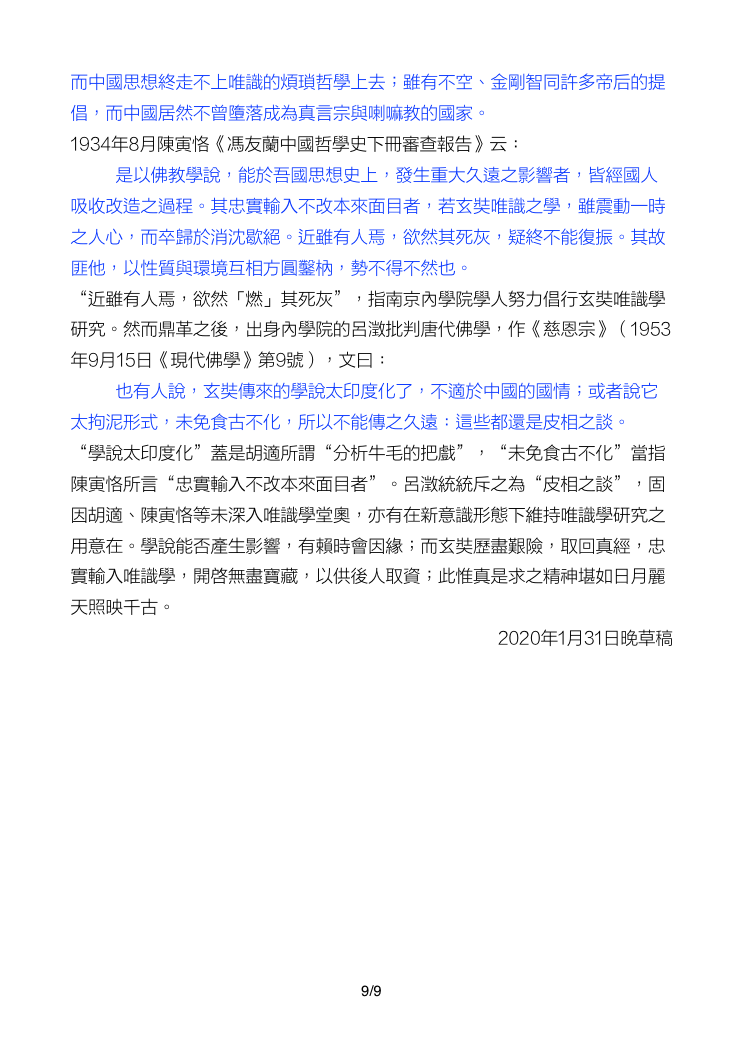 而中國思想終走不上唯識的煩瑣哲學上去；雖有不空、金剛智同許多帝后的提
倡，而中國居然不曾墮落成為真言宗與喇嘛教的國家。
1934年8月陳寅恪《馮友蘭中國哲學史下冊審查報告》云：
是以佛教學說，能於吾國思想史上，發生重大久遠之影響者，皆經國人
吸收改造之過程。其忠實輸入不改本來面目者，若玄奘唯識之學，雖震動一時
之人心，而卒歸於消沈歇絕。近雖有人焉，欲然其死灰，疑終不能復振。其故
匪他，以性質與環境互相方圓鑿枘，勢不得不然也。
“近雖有人焉，欲然「燃」其死灰”，指南京內學院學人努力倡行玄奘唯識學
研究。然而鼎革之後，出身內學院的呂澂批判唐代佛學，作《慈恩宗》（1953
年9月15日《現代佛學》第9號），文曰：
也有人說，玄奘傳來的學說太印度化了，不適於中國的國情；或者說它
太拘泥形式，未免食古不化，所以不能傳之久遠：這些都還是皮相之談。
“學說太印度化”蓋是胡適所謂“分析牛毛的把戲”，“未免食古不化”當指
陳寅恪所言“忠實輸入不改本來面目者”。呂澂統統斥之為“皮相之談”，固
因胡適、陳寅恪等未深入唯識學堂奧，亦有在新意識形態下維持唯識學研究之
用意在。學說能否產生影響，有賴時會因緣；而玄奘歷盡艱險，取回真經，忠
實輸入唯識學，開啓無盡寶藏，以供後人取資；此惟真是求之精神堪如日月麗
天照映千古。
2020年1月31日晚草稿
9/9